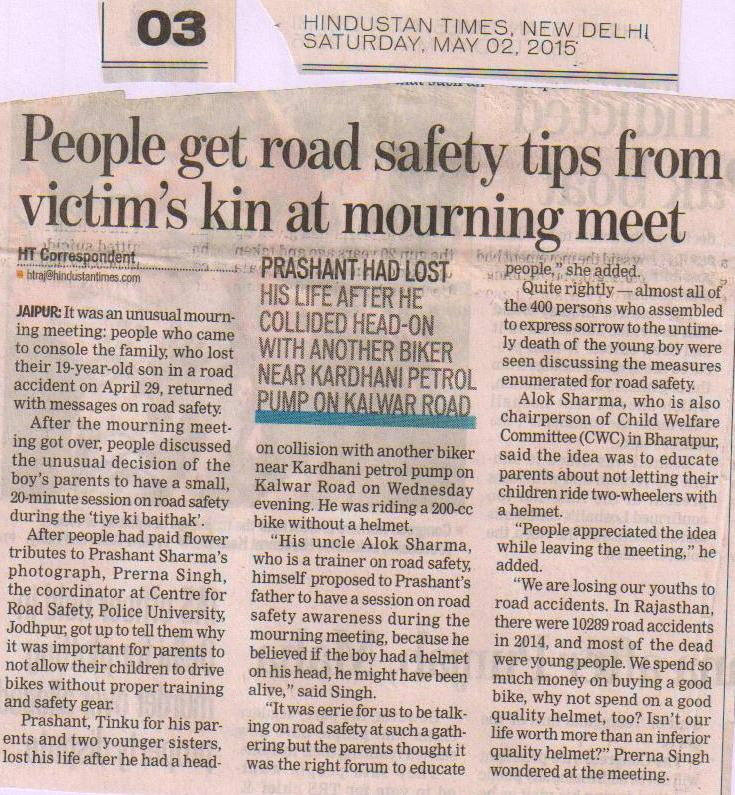 03
HINDUSTAN TIMES, NEW DELHI
SATURDAY, MAY 02, 2015
People get road safety tips from
victim's kin at mourning meet
HT Correspondent
btraj@hindustantimes.com
JAIPUR: It was an unusual mourn-
ing meeting: people who came
to console the family, who lost
their 19-year-old son in a road
accident on April 29, returned
with messages on road safety.
After the mourning meet-
ing got over, people discussed
the unusual decision of the
boy's parents to have a small,
20-minute session on road safety
during the 'tiye ki baithak'.
After people had paid flower
tributes to Prashant Sharma's
photograph, Prerna Singh,
the coordinator at Centre for
Road Safety, Police University,
Jodhpur, got up to tell them why
it was important for parents to
not allow their children to drive
bikes without proper training
and safety gear.
Prashant, Tinku for his par-
ents and two younger sisters,
lost his life after he had a head-
PRASHANT HAD LOST
HIS LIFE AFTER HE
COLLIDED HEAD-ON
WITH ANOTHER BIKER
NEAR KARDHANI PETROL
PUMP ON KALWAR ROAD
on collision with another biker
near Kardhani petrol pump on
Kalwar Road on Wednesday
evening. He was riding a 200-cc
bike without a helmet.
"His uncle Alok Sharma,
who is a trainer on road safety,
himself proposed to Prashant's
father to have a session on road
safety awareness during the
mourning meeting, because he
believed if the boy had a helmet
on his head, he might have been
alive," said Singh.
"It was eerie for us to be talk-
ing on road safety at such a gath-
ering but the parents thought it
was the right forum to educate
people," she added.
Quite rightly — almost all of
the 400 persons who assembled
to express sorrow to the untime-
ly death of the young boy were
seen discussing the measures
enumerated for road safety.
Alok Sharma, who is also
chairperson of Child Welfare
Committee (CWC) in Bharatpur,
said the idea was to educate
parents about not letting their
children ride two-wheelers with
a helmet.
"People appreciated the idea
while leaving the meeting," he
added.
"We are losing our youths to
road accidents. In Rajasthan,
there were 10289 road accidents
in 2014, and most of the dead
were young people. We spend so
much money on buying a good
bike, why not spend on a good
quality helmet, too? Isn't our
life worth more than an inferior
quality helmet?" Prerna Singh
wondered at the meeting.